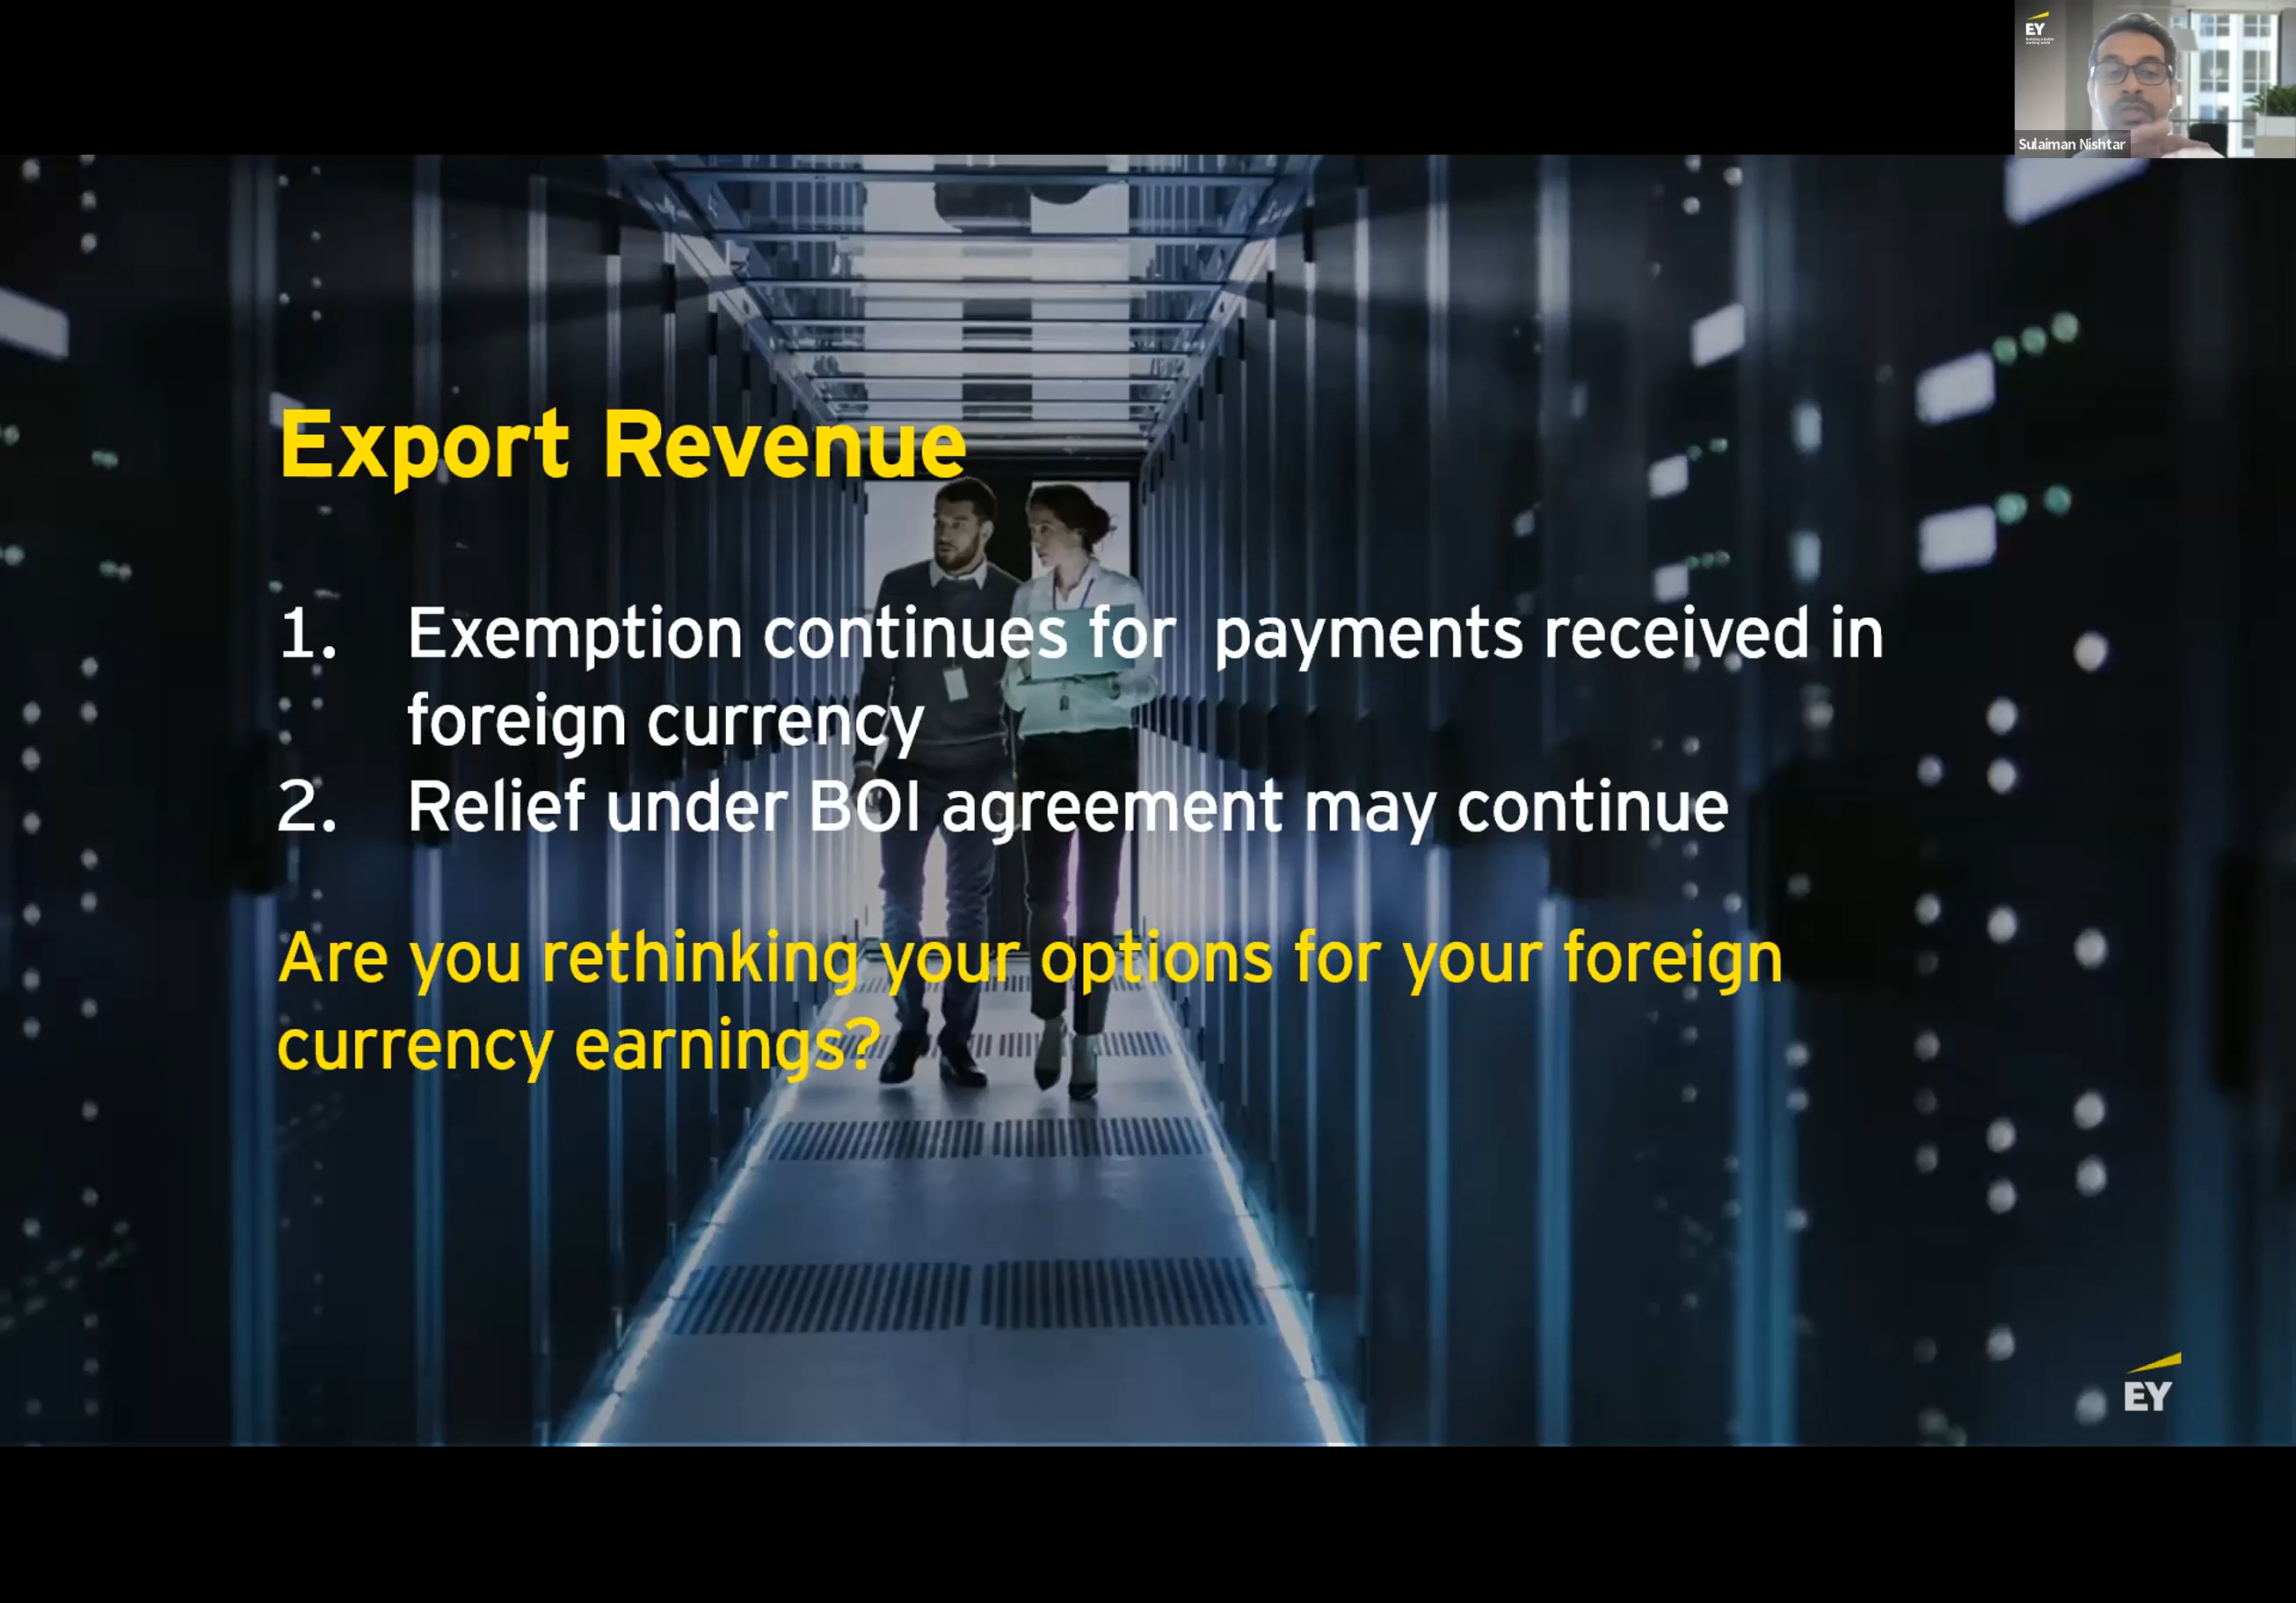 EY
Sulaiman Nishtar
Export Revenue
1. Exemption continues for payments received in
foreign currency
2. Relief under BOI agreement may continue
Are you rethinking your options for your foreign
currency earnings?
EY